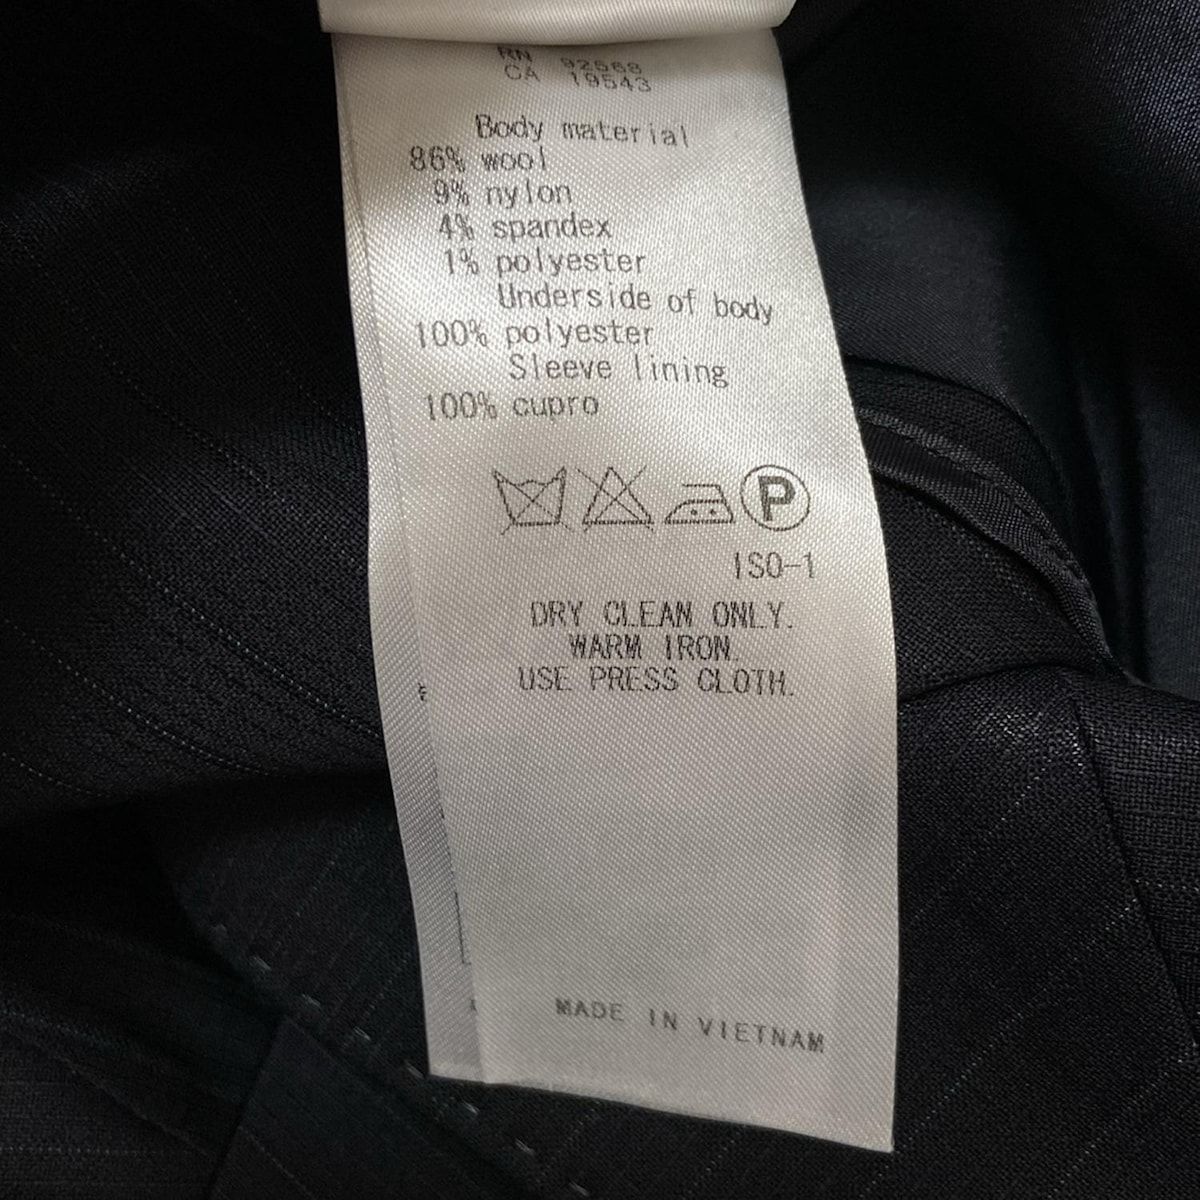 RN 92568
CA 19543
Body material
86% wool
9% nylon
4% spandex
1% polyester
Underside of body
100% polyester
Sleeve lining
100% cupro
P
ISO-1
DRY CLEAN ONLY.
WARM IRON.
USE PRESS CLOTH.
MADE IN VIETNAM